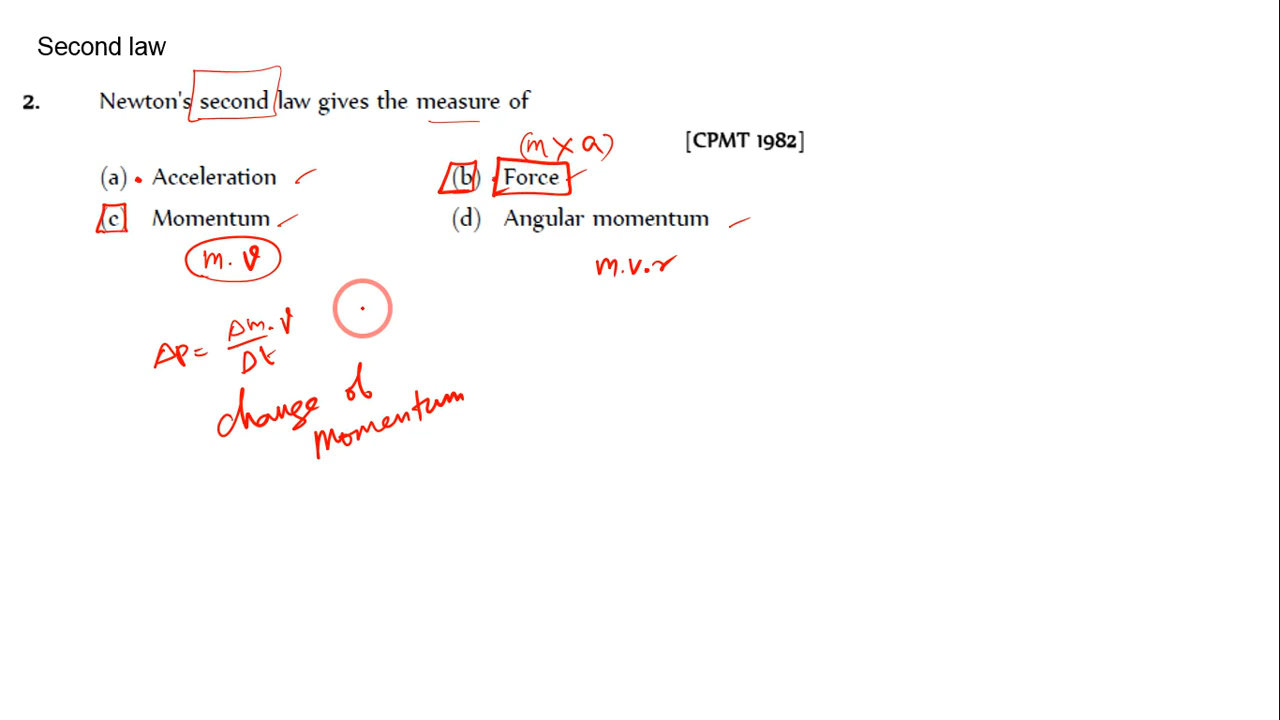 Second law
2. Newton's second law gives the measure of
(m × a)
[CPMT 1982]
(a) Acceleration (b) Force
(c) Momentum (d) Angular momentum
m. v
m.v.r
ΔP = Δm. v
Δt
change of
momentum